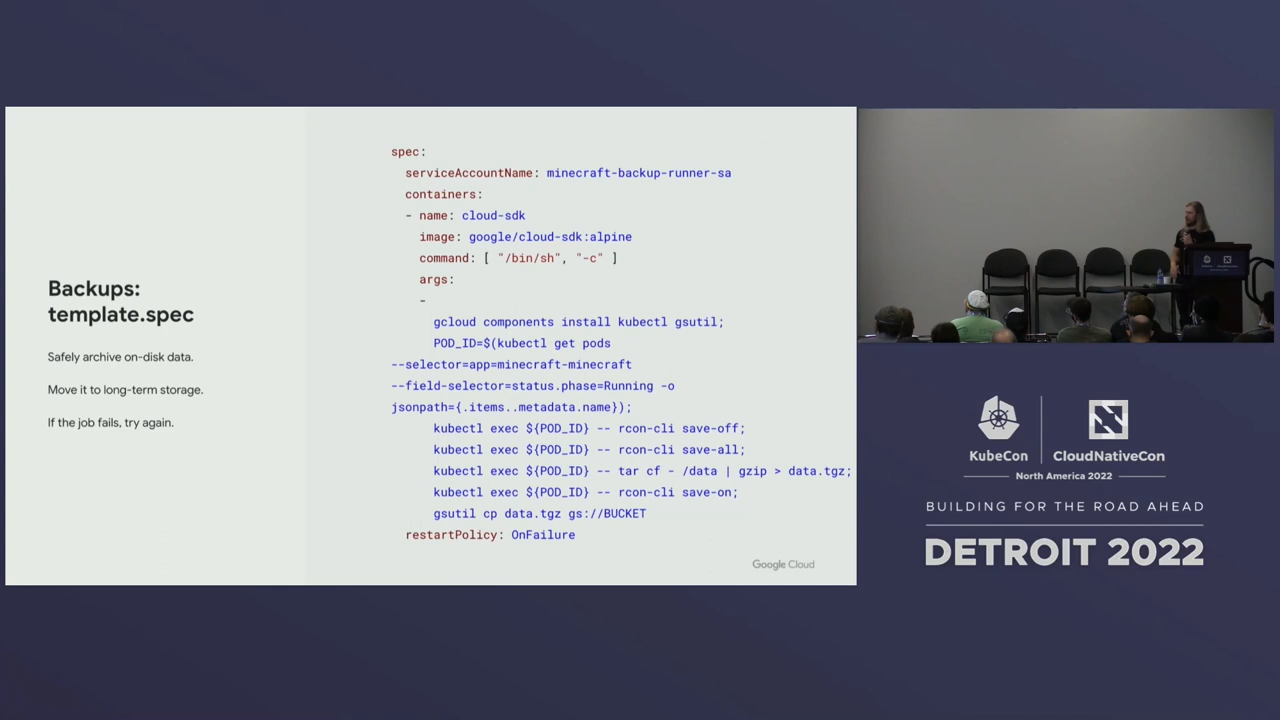 Backups:
template.spec
Safely archive on-disk data.
Move it to long-term storage.
If the job fails, try again.
spec:
serviceAccountName: minecraft-backup-runner-sa
containers:
- name: cloud-sdk
image: google/cloud-sdk:alpine
command: [ "/bin/sh", "-c" ]
args:
-
gcloud components install kubectl gsutil;
POD_ID=$(kubectl get pods
--selector=app=minecraft-minecraft
--field-selector=status.phase=Running -o
jsonpath={.items..metadata.name});
kubectl exec ${POD_ID} -- rcon-cli save-off;
kubectl exec ${POD_ID} -- rcon-cli save-all;
kubectl exec ${POD_ID} -- tar cf - /data | gzip > data.tgz;
kubectl exec ${POD_ID} -- rcon-cli save-on;
gsutil cp data.tgz gs://BUCKET
restartPolicy: OnFailure
Google Cloud
KubeCon
CloudNativeCon
North America 2022
BUILDING FOR THE ROAD AHEAD
DETROIT 2022